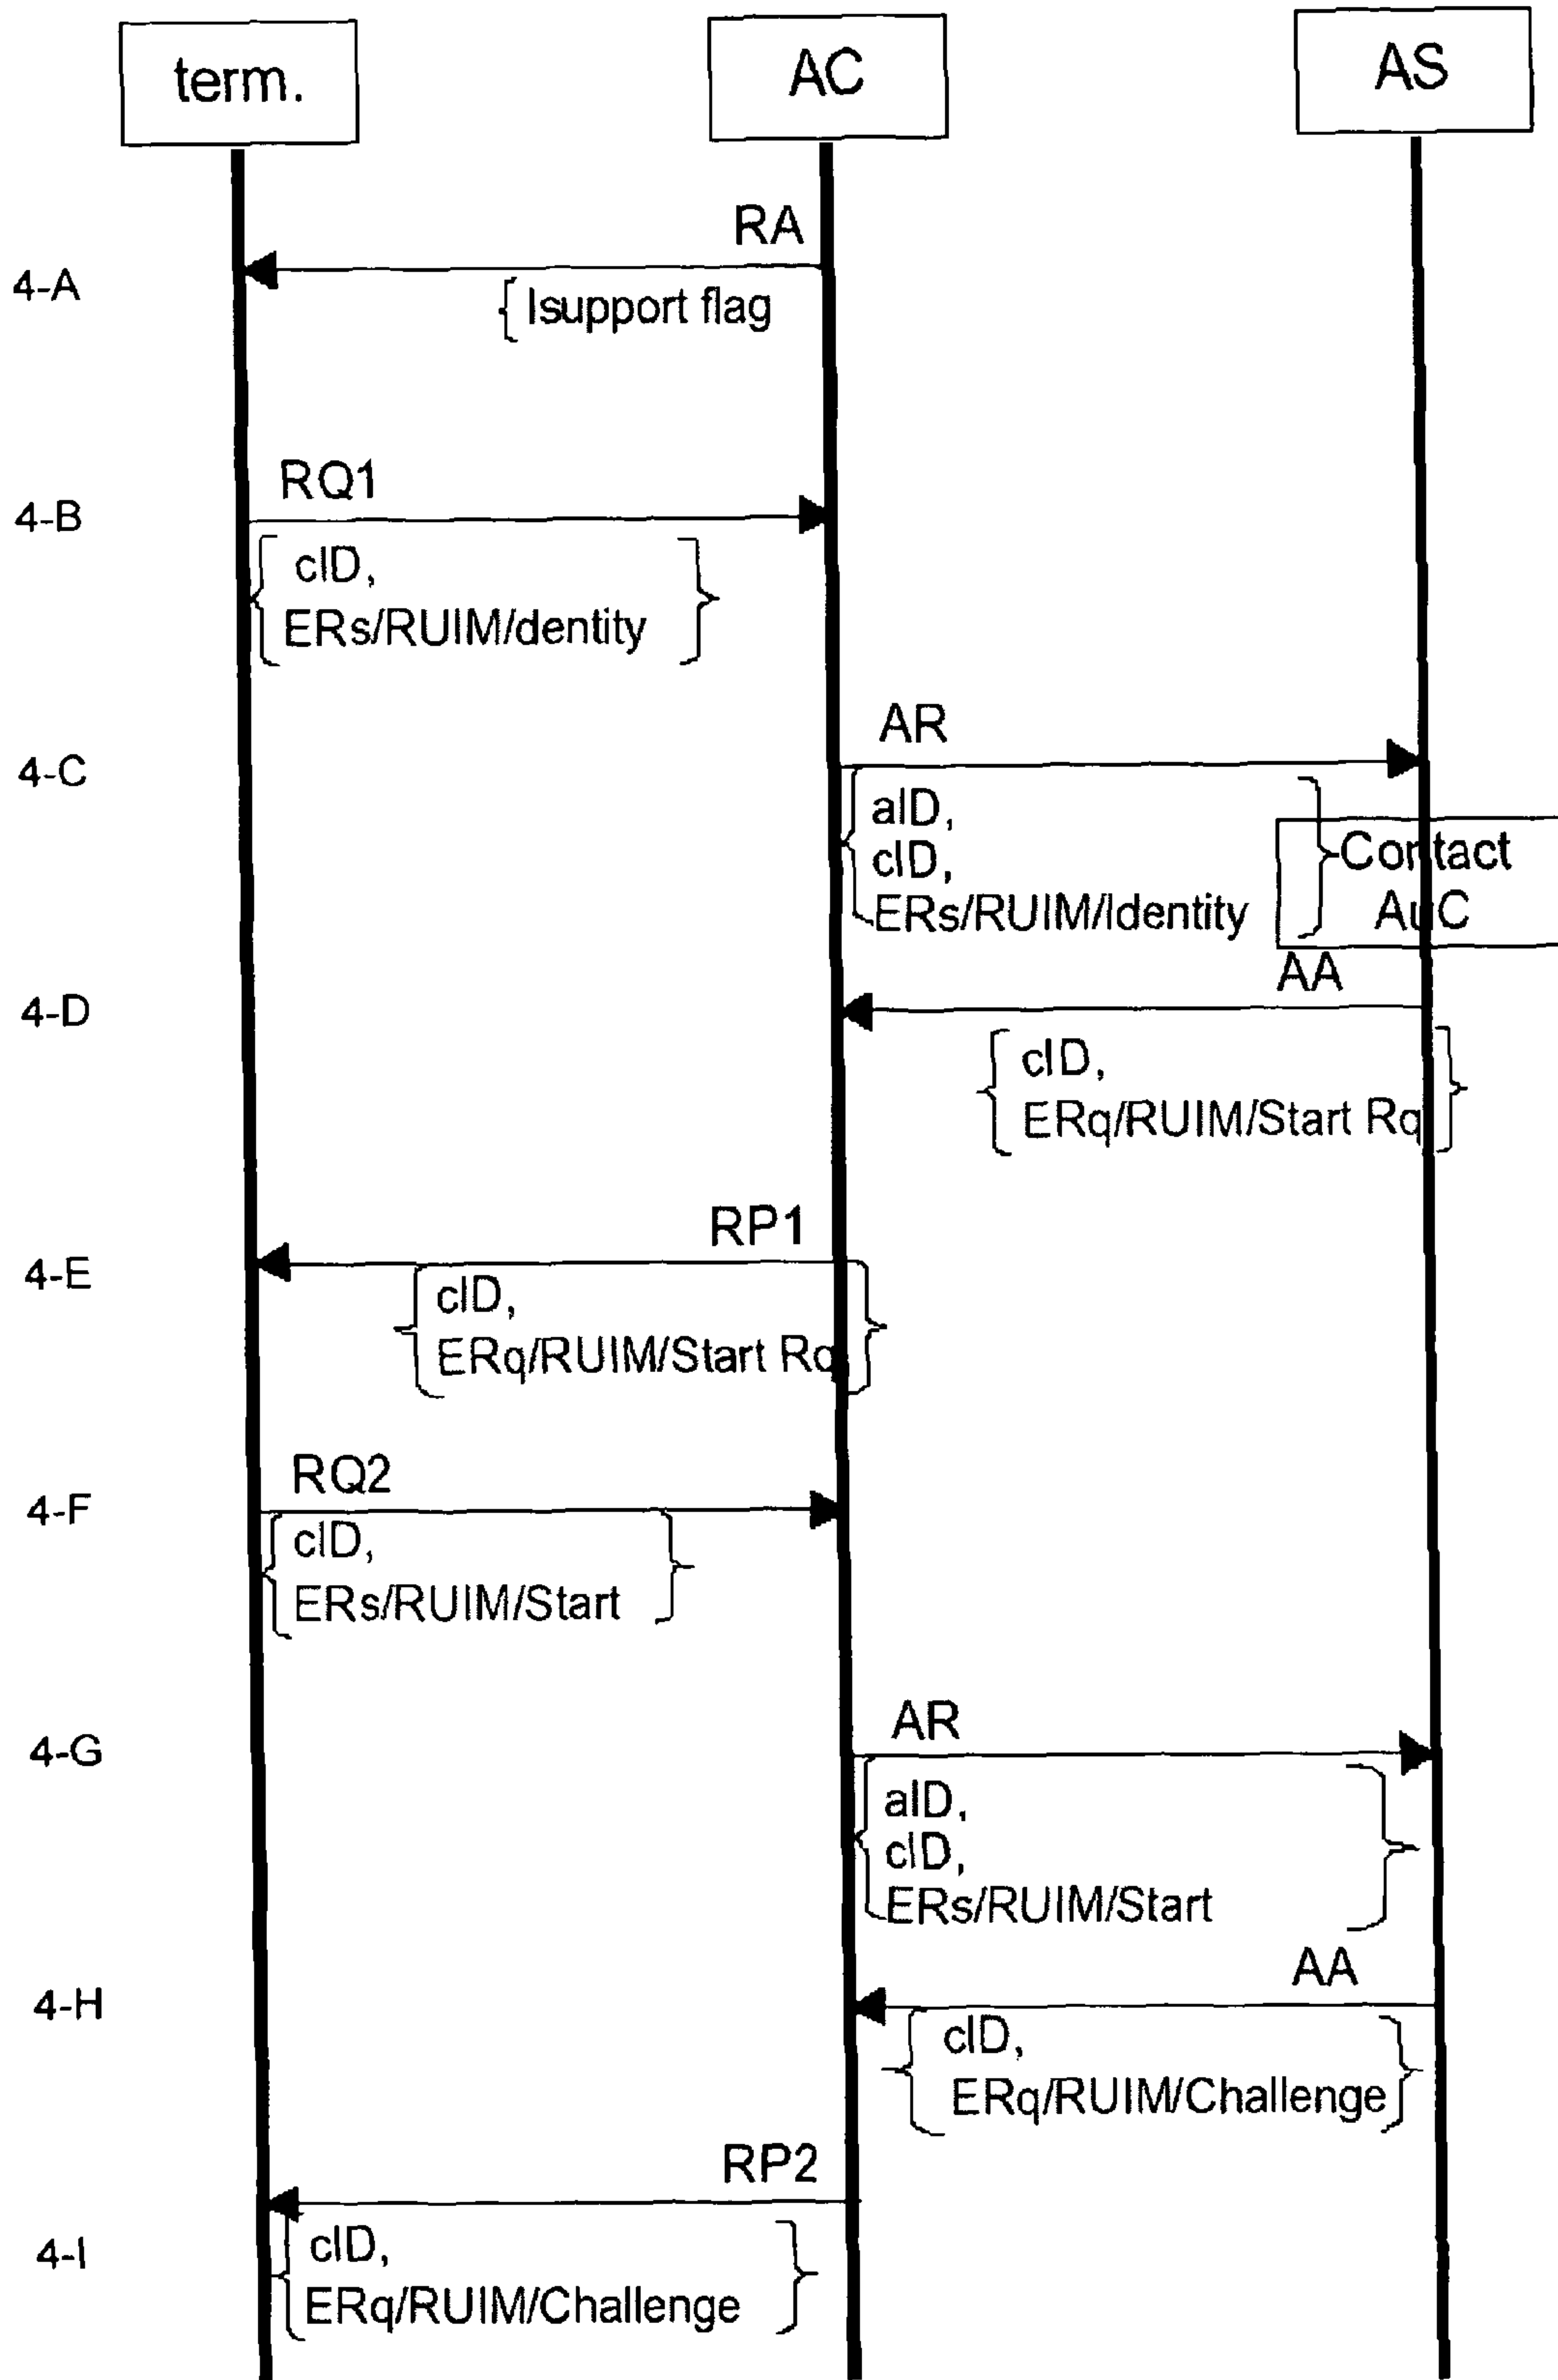 term.
AC
AS
RA
4-A
Isupport flag
RQ1
4-B
cID,
ERs/RUIM/dentity
AR
4-C
aID,
cID,
ERs/RUIM/Identity
Contact
AuC
AA
4-D
cID,
ERq/RUIM/Start Rq
RP1
4-E
cID,
ERq/RUIM/Start Rq
RQ2
4-F
cID,
ERs/RUIM/Start
AR
4-G
aID,
cID,
ERs/RUIM/Start
AA
4-H
cID,
ERq/RUIM/Challenge
RP2
4-I
cID,
ERq/RUIM/Challenge